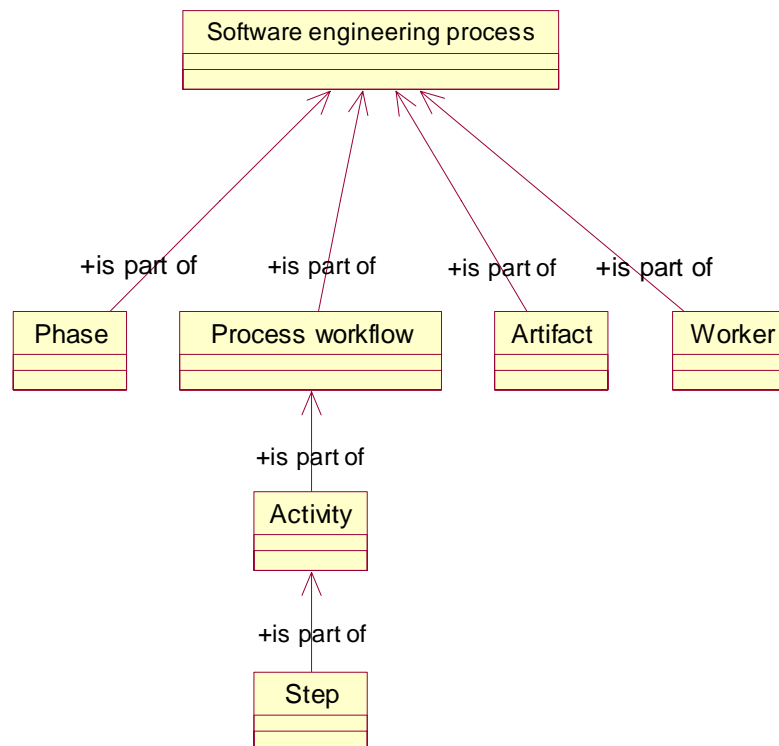 Software engineering process
+is part of
+is part of
+is part of
+is part of
Phase
Process workflow
Artifact
Worker
+is part of
Activity
+is part of
Step